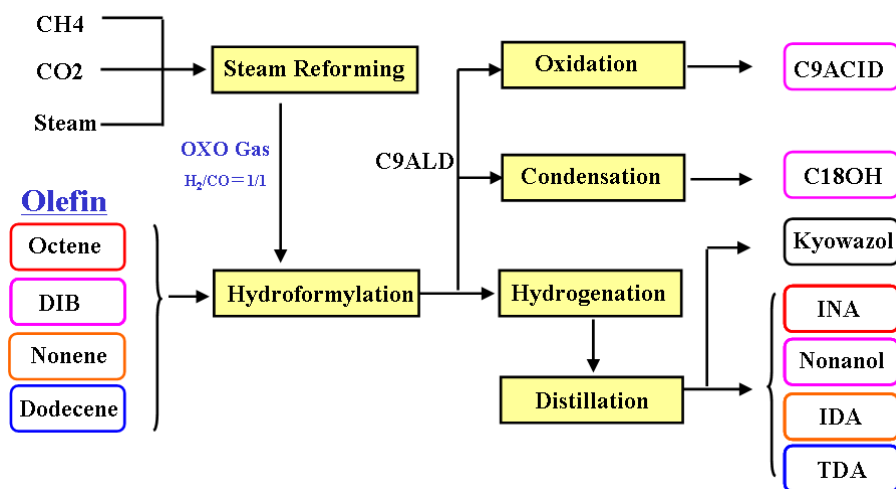 CH4
CO2
Steam
Steam Reforming
OXO Gas
H₂/CO＝1/1
Olefin
Octene
DIB
Nonene
Dodecene
Hydroformylation
C9ALD
Oxidation
C9ACID
Condensation
C18OH
Hydrogenation
Distillation
Kyowazol
INA
Nonanol
IDA
TDA